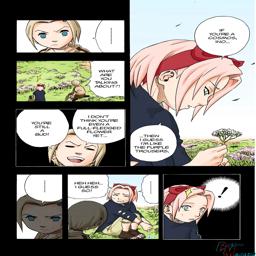 IF
YOU'RE A
COSMOS,
INO...
WHAT
ARE YOU
TALKING
ABOUT?!
THEN
I GUESS
I'M LIKE
THE
PURPLE
TROUSERS.
I DON'T
THINK YOU'RE
EVEN A
FULL-FLEDGED
FLOWER
YET...
YOU'RE
STILL
A
BUD!
HEH HEH...
I GUESS
SO!
!